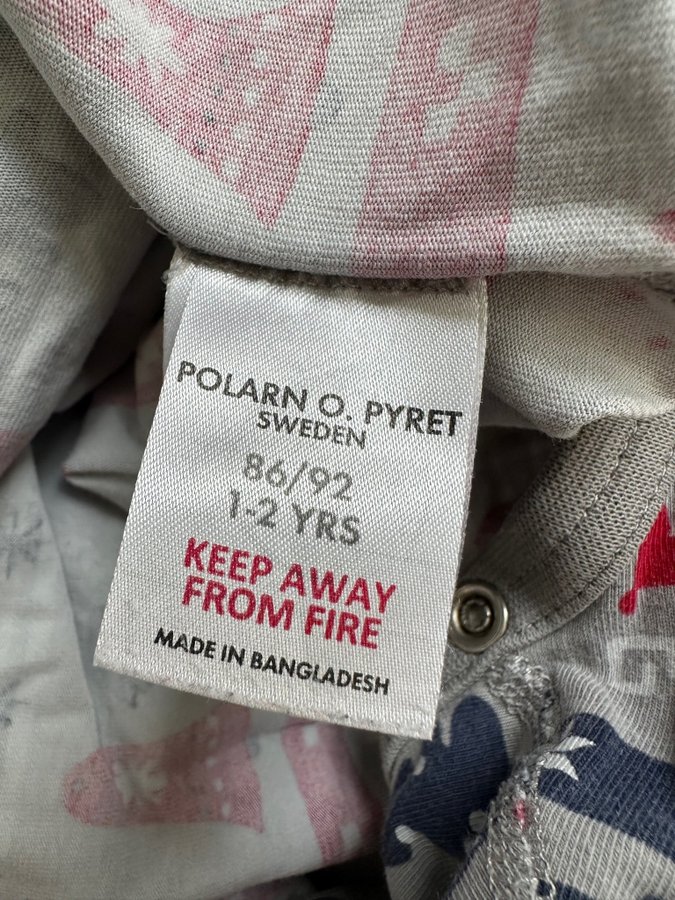 POLARN O. PYRET
SWEDEN
86/92
1-2 YRS
KEEP AWAY
FROM FIRE
MADE IN BANGLADESH